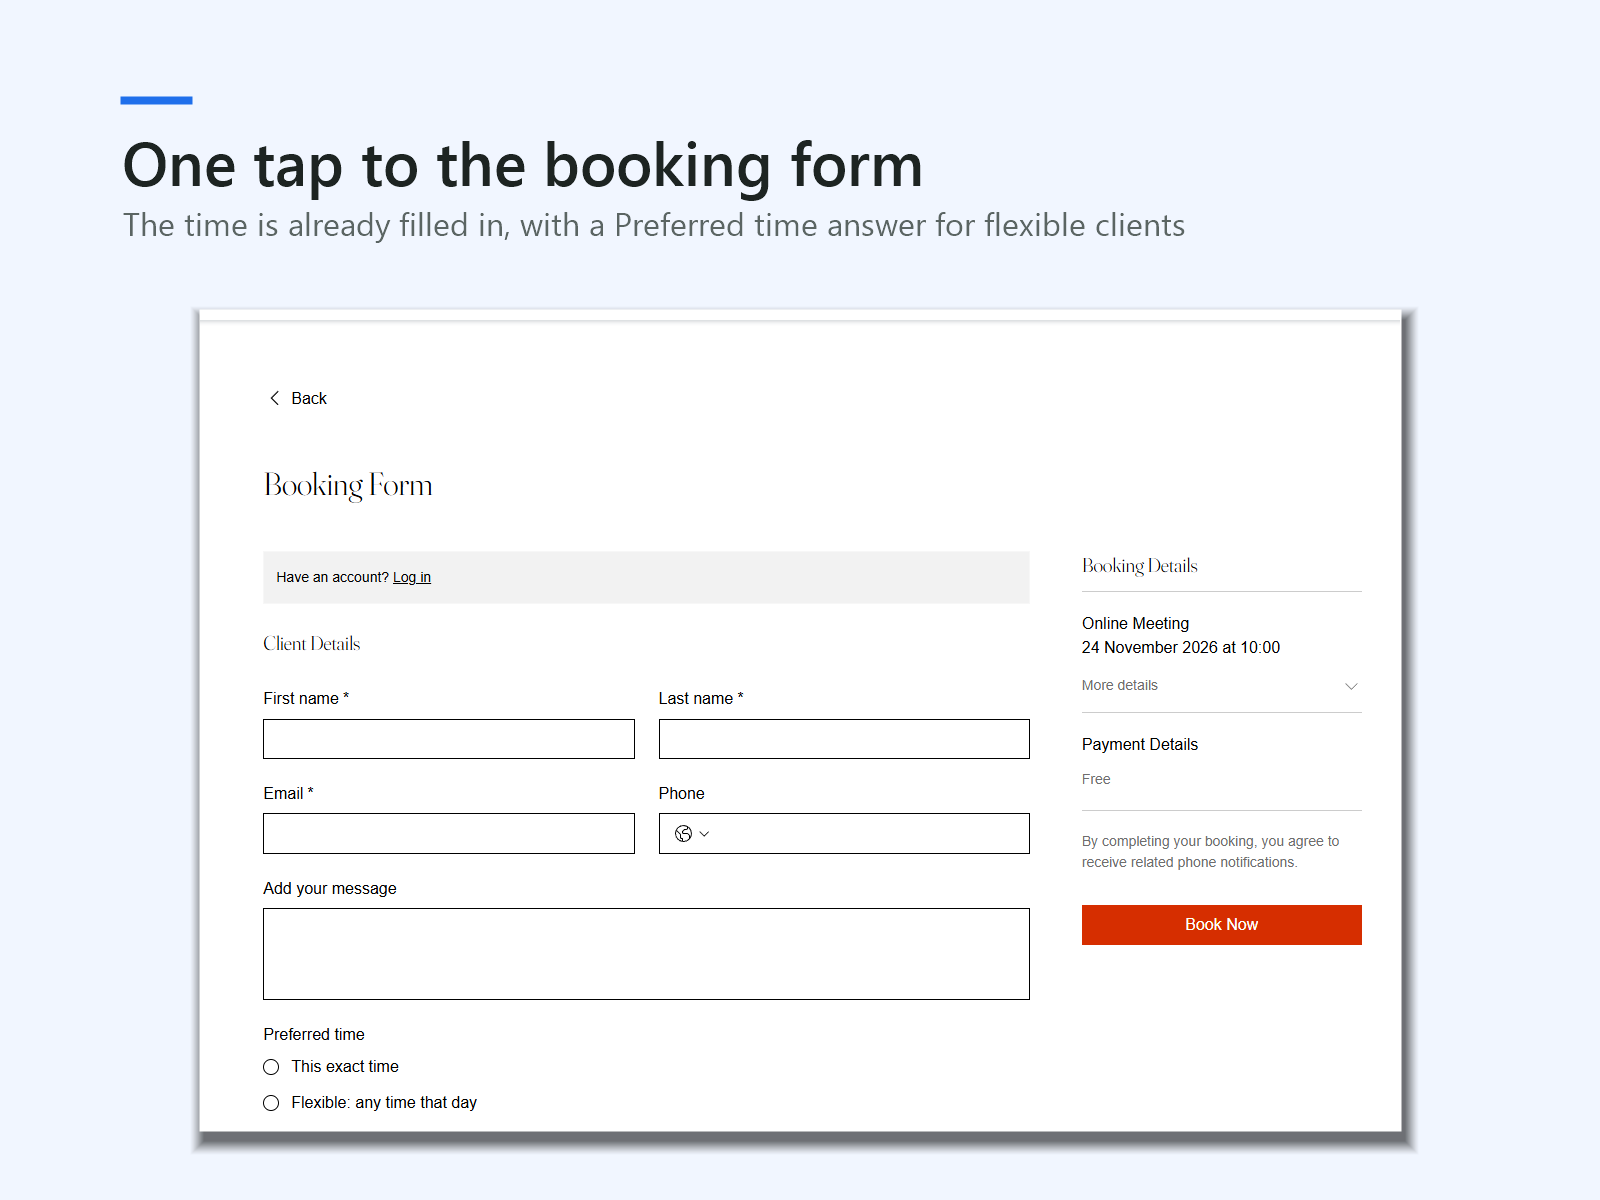 One tap to the booking form
The time is already filled in, with a Preferred time answer for flexible clients
Back
Booking Form
Have an account? Log in
Client Details
First name *
Last name *
Email *
Phone
Add your message
Preferred time
This exact time
Flexible: any time that day
Booking Details
Online Meeting
24 November 2026 at 10:00
More details
Payment Details
Free
By completing your booking, you agree to
receive related phone notifications.
Book Now